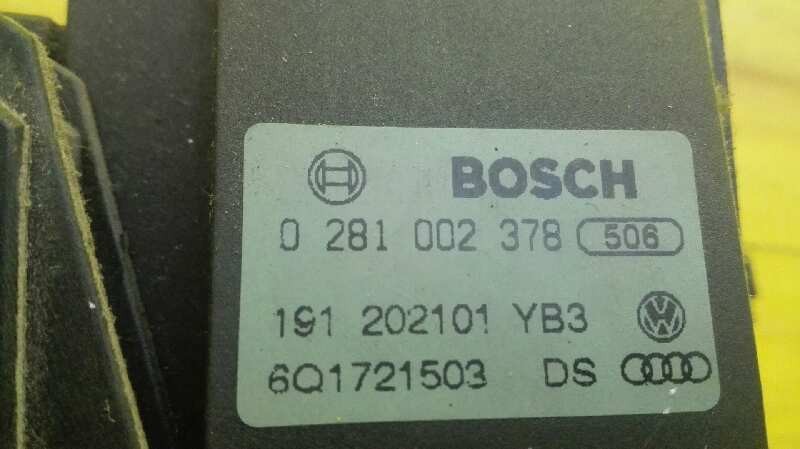 BOSCH
0 281 002 378 506
191 202101 YB3
6Q1721503 DS